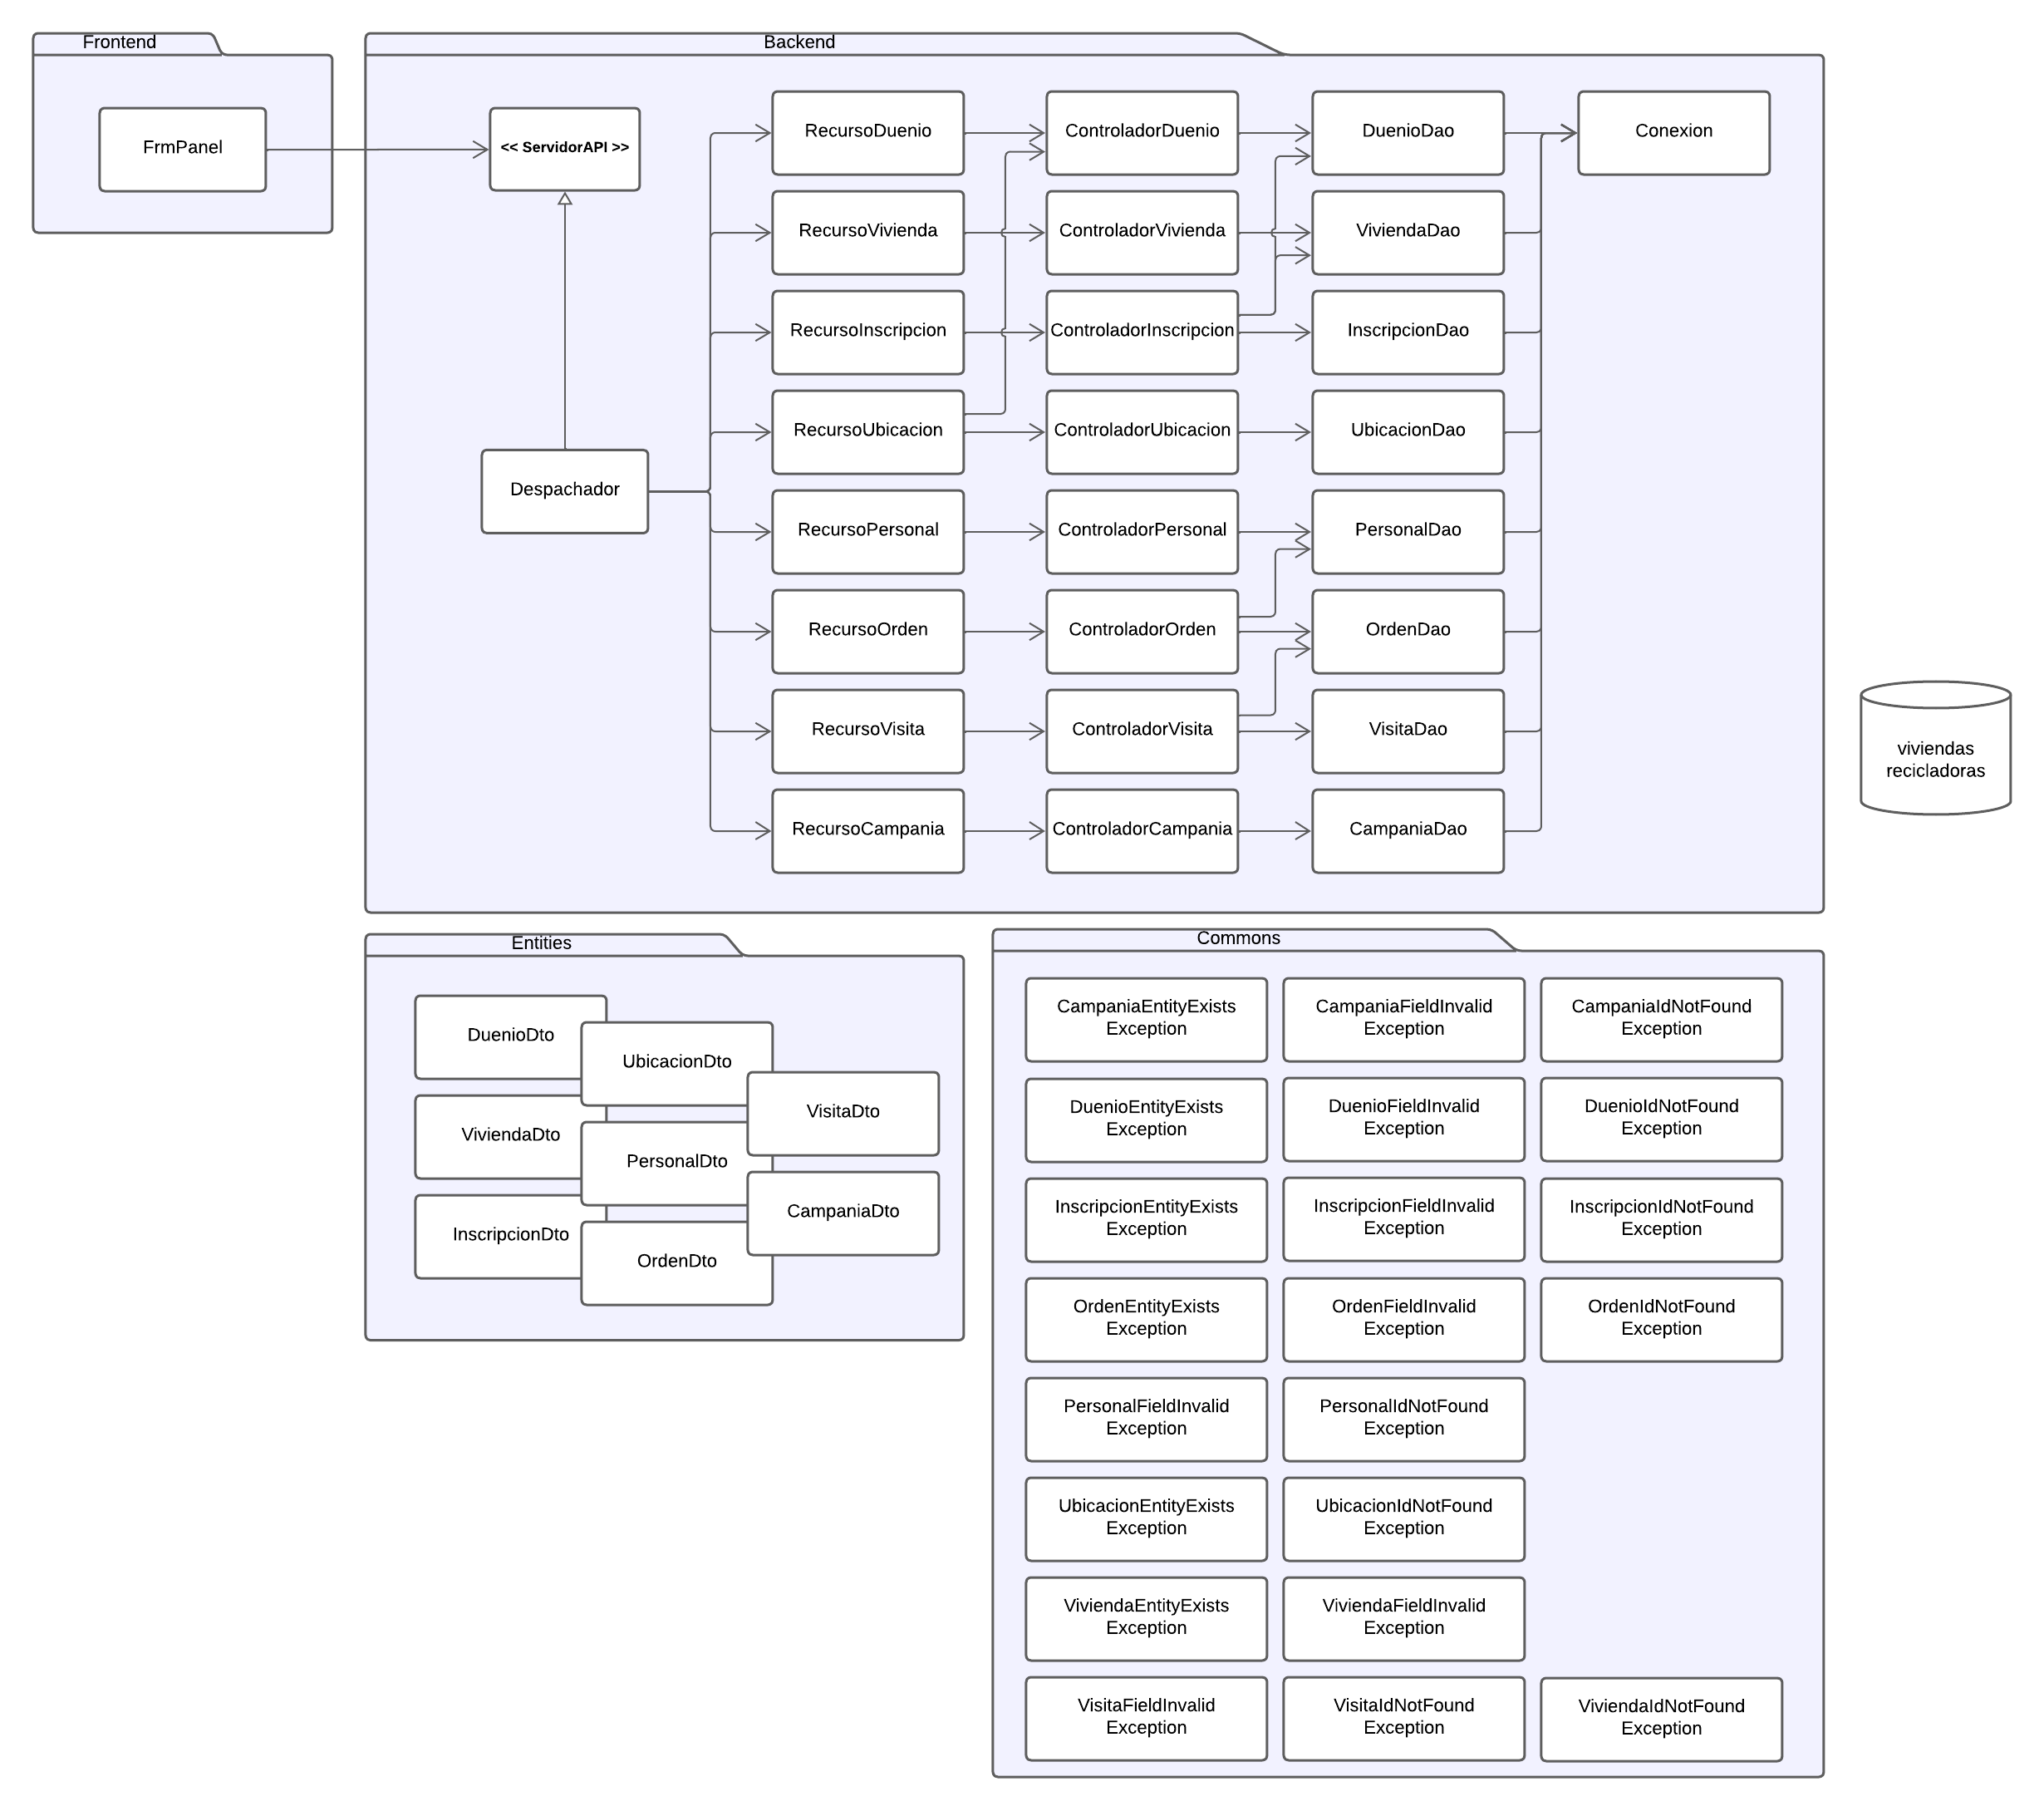 Frontend
FrmPanel
Backend
<< ServidorAPI >>
Despachador
RecursoDuenio
ControladorDuenio
DuenioDao
Conexion
RecursoVivienda
ControladorVivienda
ViviendaDao
RecursoInscripcion
ControladorInscripcion
InscripcionDao
RecursoUbicacion
ControladorUbicacion
UbicacionDao
RecursoPersonal
ControladorPersonal
PersonalDao
RecursoOrden
ControladorOrden
OrdenDao
RecursoVisita
ControladorVisita
VisitaDao
RecursoCampania
ControladorCampania
CampaniaDao
viviendas
recicladoras
Entities
DuenioDto
ViviendaDto
InscripcionDto
UbicacionDto
PersonalDto
OrdenDto
VisitaDto
CampaniaDto
Commons
CampaniaEntityExists
Exception
CampaniaFieldInvalid
Exception
CampaniaIdNotFound
Exception
DuenioEntityExists
Exception
DuenioFieldInvalid
Exception
DuenioIdNotFound
Exception
InscripcionEntityExists
Exception
InscripcionFieldInvalid
Exception
InscripcionIdNotFound
Exception
OrdenEntityExists
Exception
OrdenFieldInvalid
Exception
OrdenIdNotFound
Exception
PersonalFieldInvalid
Exception
PersonalIdNotFound
Exception
UbicacionEntityExists
Exception
UbicacionIdNotFound
Exception
ViviendaEntityExists
Exception
ViviendaFieldInvalid
Exception
VisitaFieldInvalid
Exception
VisitaIdNotFound
Exception
ViviendaIdNotFound
Exception